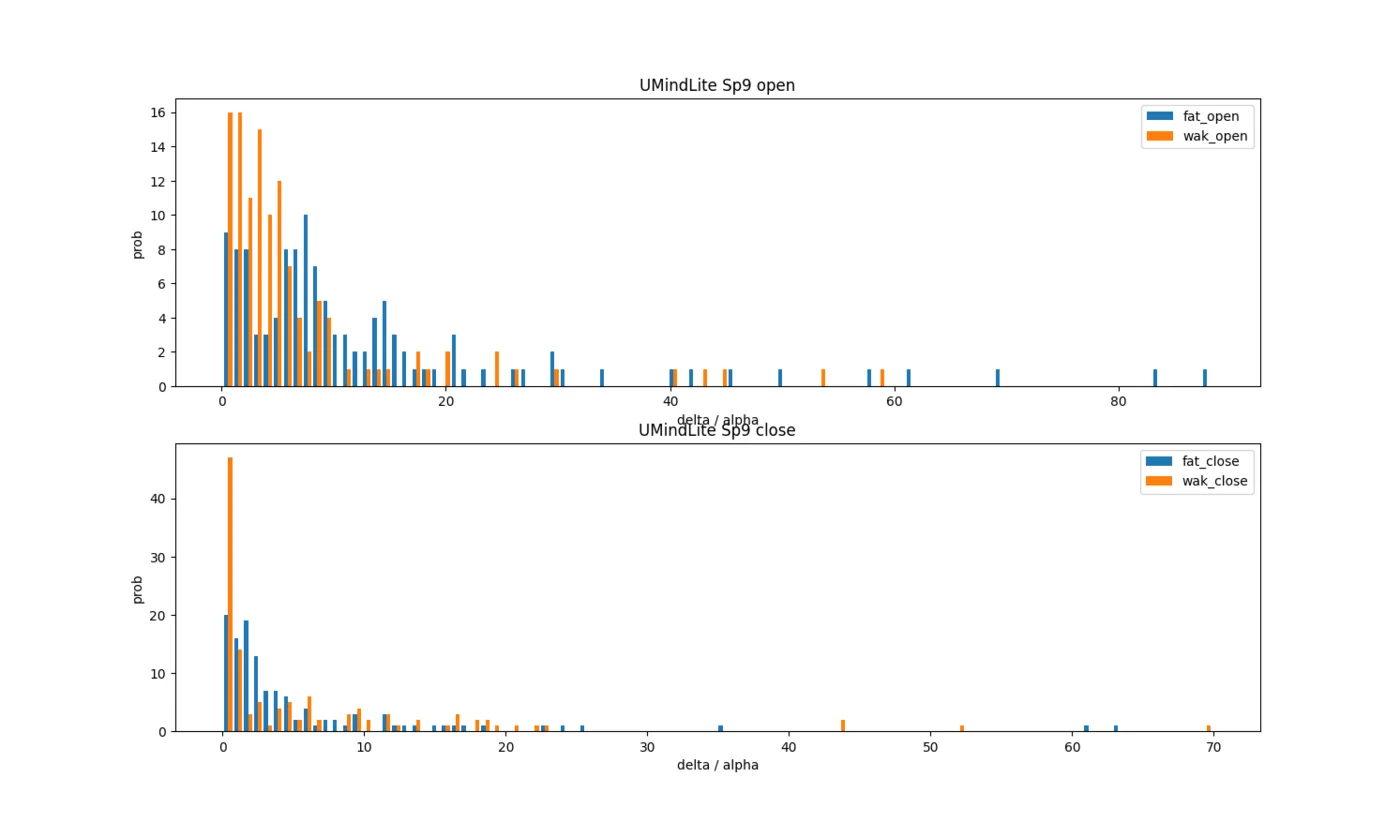 UMindLite Sp9 open
fat_open
wak_open
16
14
12
10
8
6
4
2
0
prob
0 20 40 60 80
delta / alpha
UMindLite Sp9 close
fat_close
wak_close
40
30
20
10
0
prob
0 10 20 30 40 50 60 70
delta / alpha